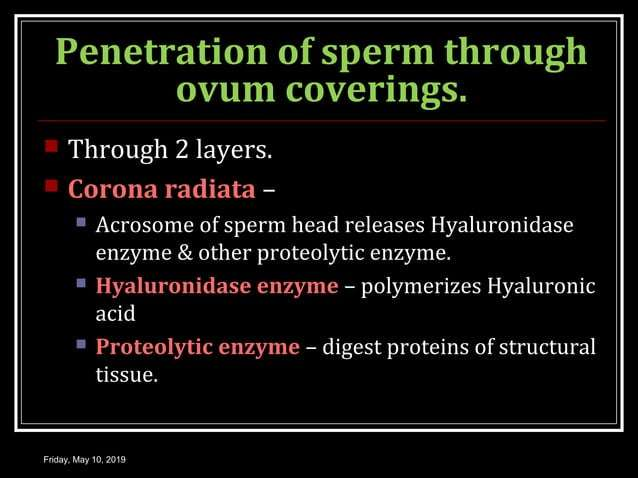 Penetration of sperm through
ovum coverings.
Through 2 layers.
Corona radiata –
Acrosome of sperm head releases Hyaluronidase
enzyme & other proteolytic enzyme.
Hyaluronidase enzyme – polymerizes Hyaluronic
acid
Proteolytic enzyme – digest proteins of structural
tissue.
Friday, May 10, 2019